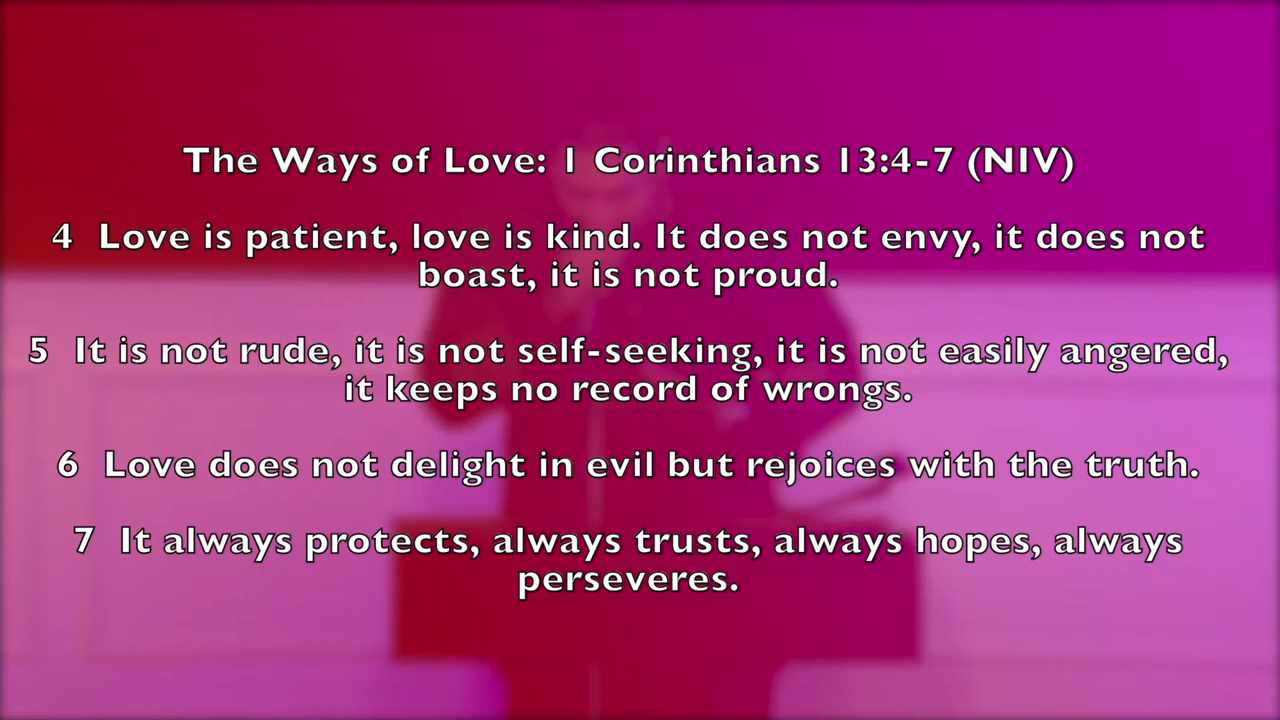 The Ways of Love: 1 Corinthians 13:4-7 (NIV)
4 Love is patient, love is kind. It does not envy, it does not
boast, it is not proud.
5 It is not rude, it is not self-seeking, it is not easily angered,
it keeps no record of wrongs.
6 Love does not delight in evil but rejoices with the truth.
7 It always protects, always trusts, always hopes, always
perseveres.